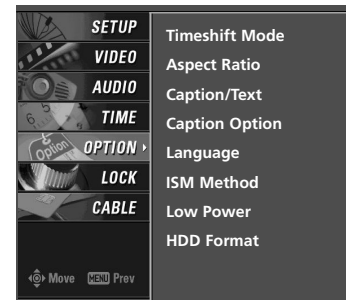 SETUP
VIDEO
AUDIO
TIME
OPTION
LOCK
CABLE
Move MENU Prev
Timeshift Mode
Aspect Ratio
Caption/Text
Caption Option
Language
ISM Method
Low Power
HDD Format
Option